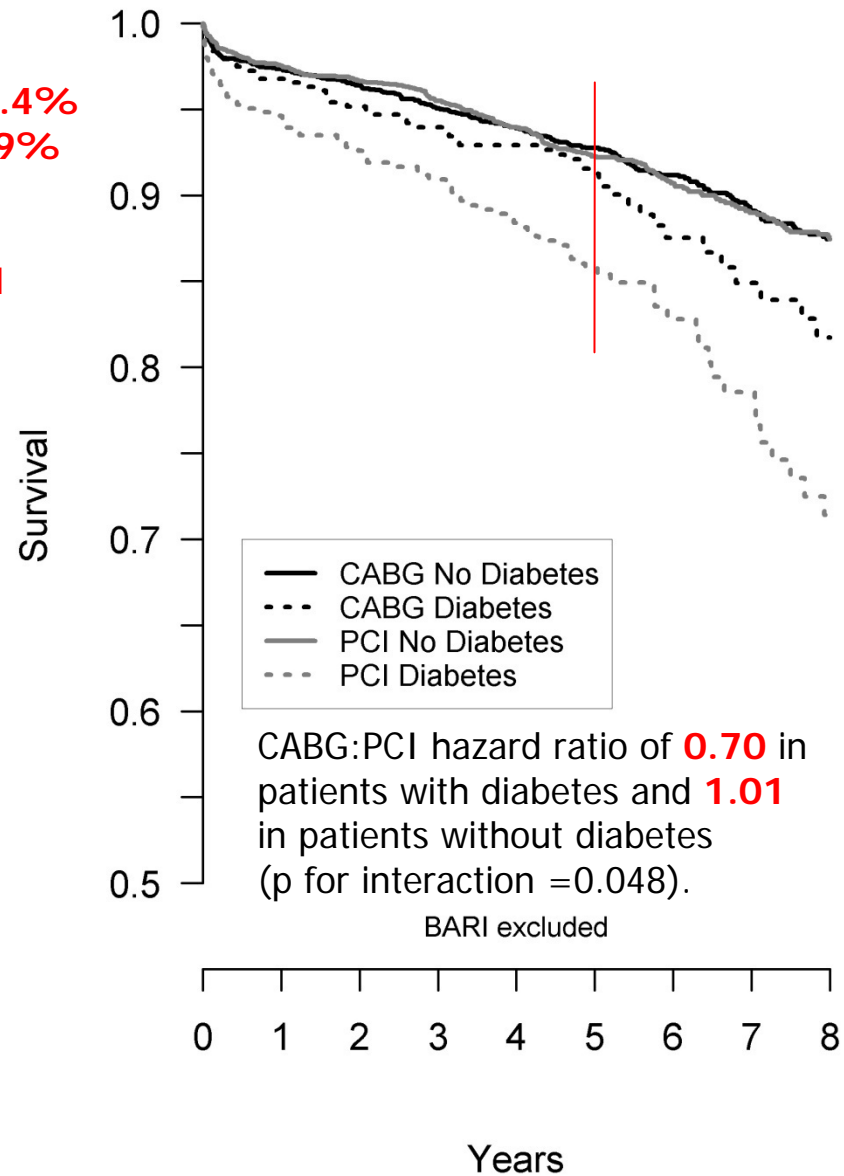 .4%
9%
1.0
0.9
0.8
0.7
0.6
0.5
Survival
CABG No Diabetes
CABG Diabetes
PCI No Diabetes
PCI Diabetes
CABG:PCI hazard ratio of 0.70 in
patients with diabetes and 1.01
in patients without diabetes
(p for interaction =0.048).
BARI excluded
0 1 2 3 4 5 6 7 8
Years